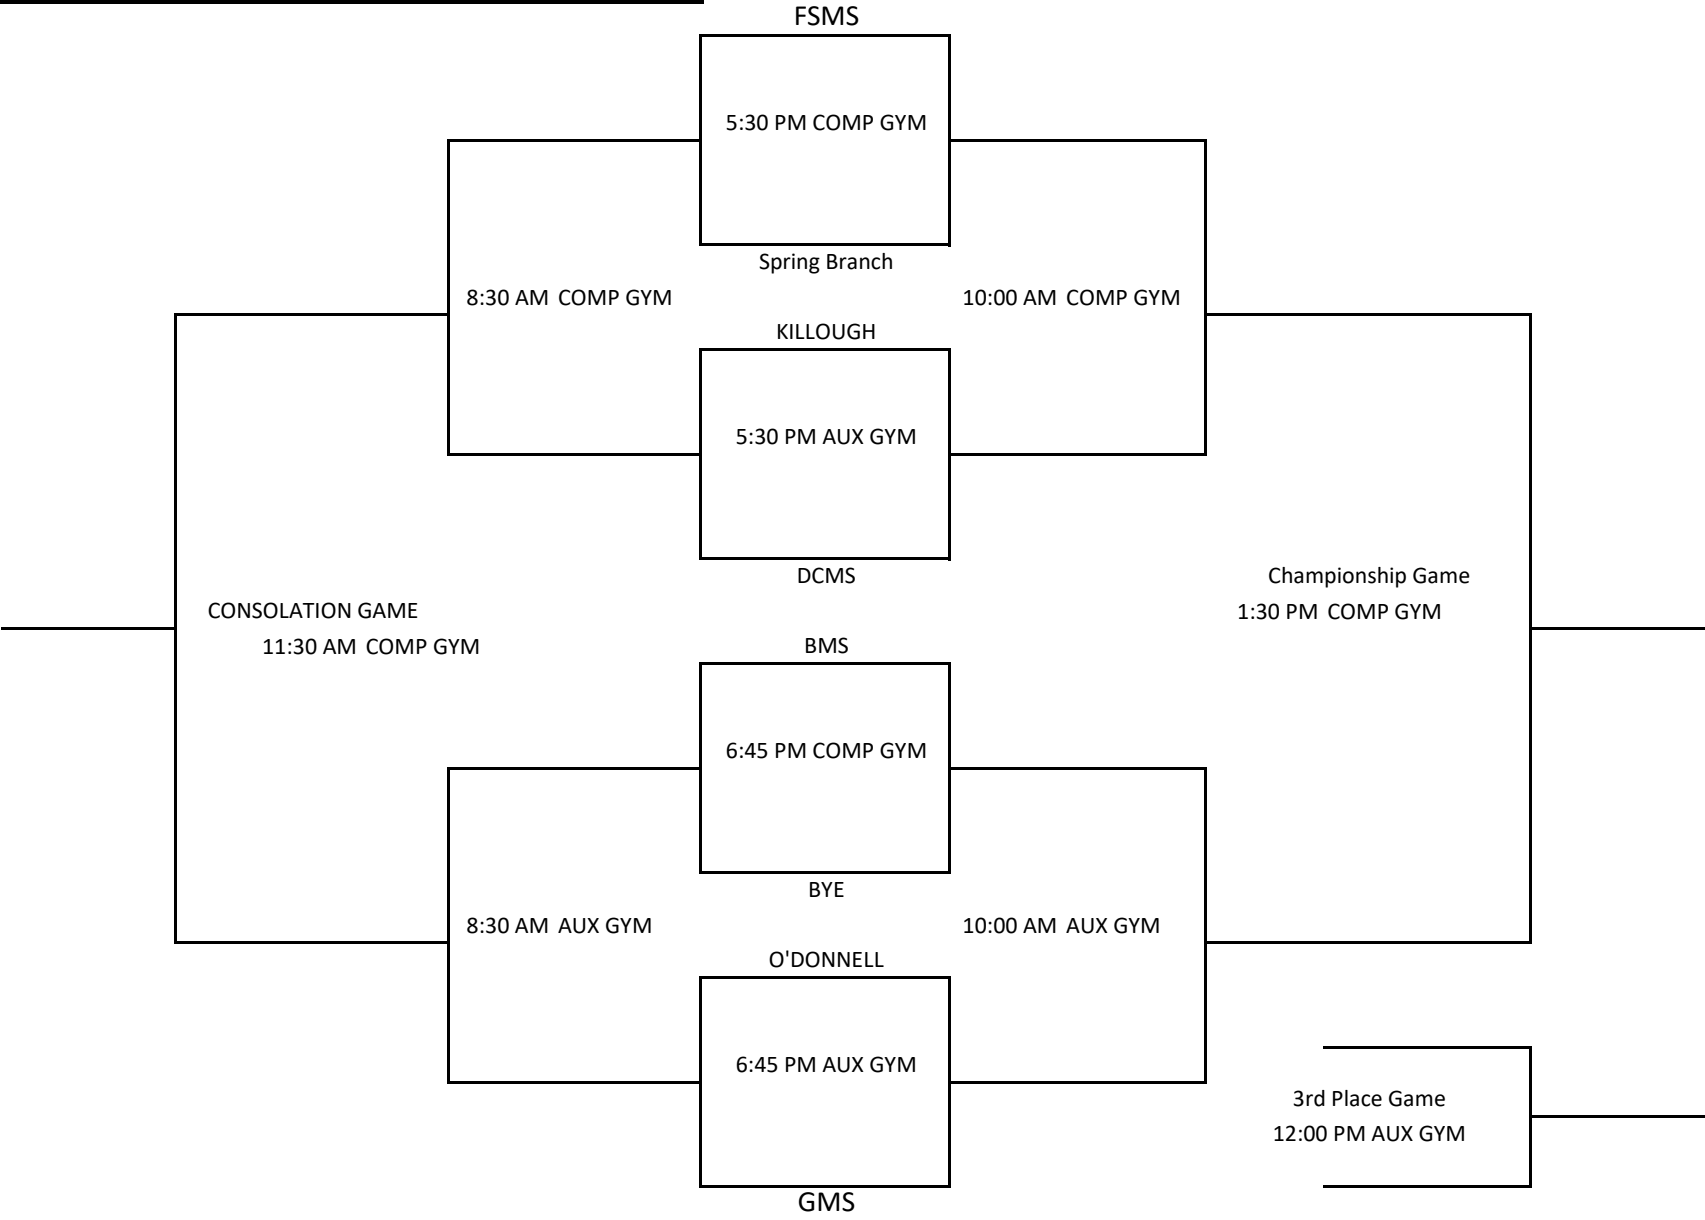 FSMS
5:30 PM COMP GYM
Spring Branch
8:30 AM COMP GYM
10:00 AM COMP GYM
KILLOUGH
5:30 PM AUX GYM
DCMS
Championship Game
CONSOLATION GAME
1:30 PM COMP GYM
11:30 AM COMP GYM
BMS
6:45 PM COMP GYM
BYE
8:30 AM AUX GYM
10:00 AM AUX GYM
O'DONNELL
6:45 PM AUX GYM
3rd Place Game
12:00 PM AUX GYM
GMS